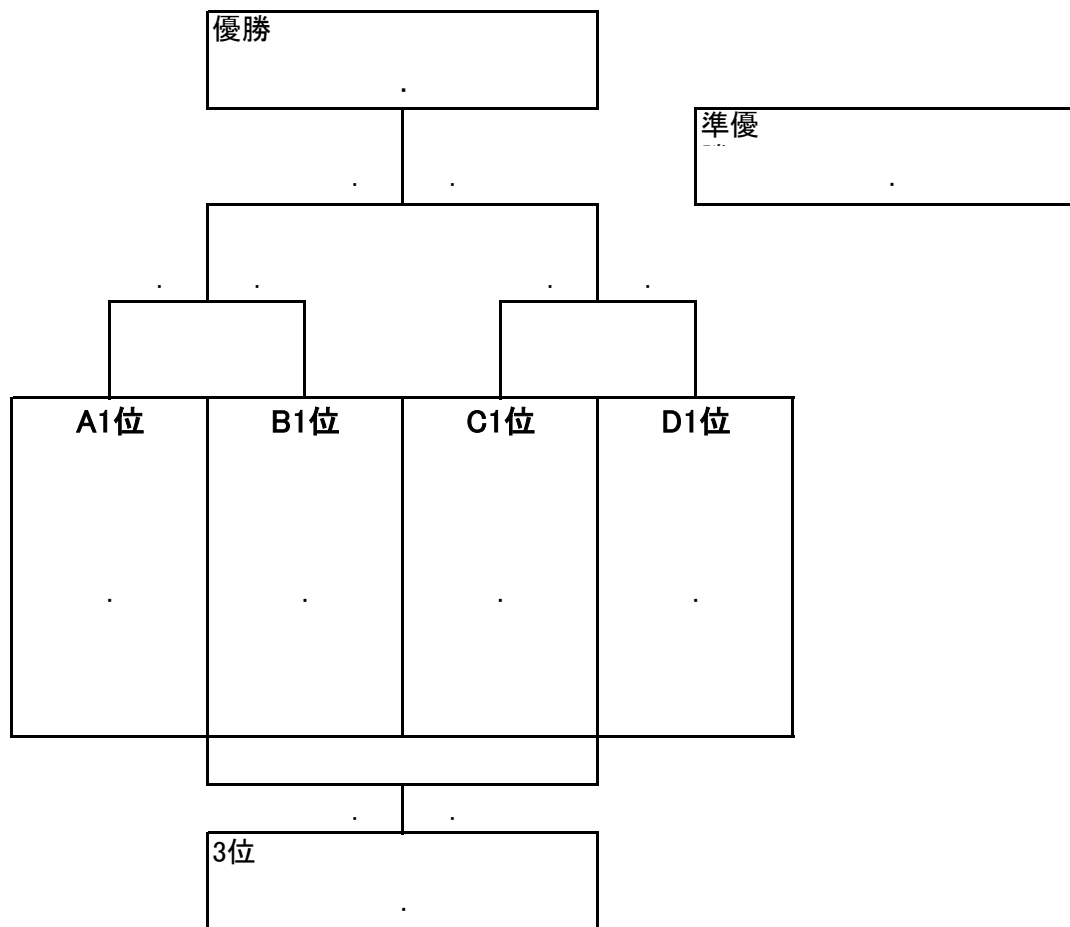 優勝
.
準優
.
. .
. . . .
A1位 B1位 C1位 D1位
. . . .
. .
3位
.